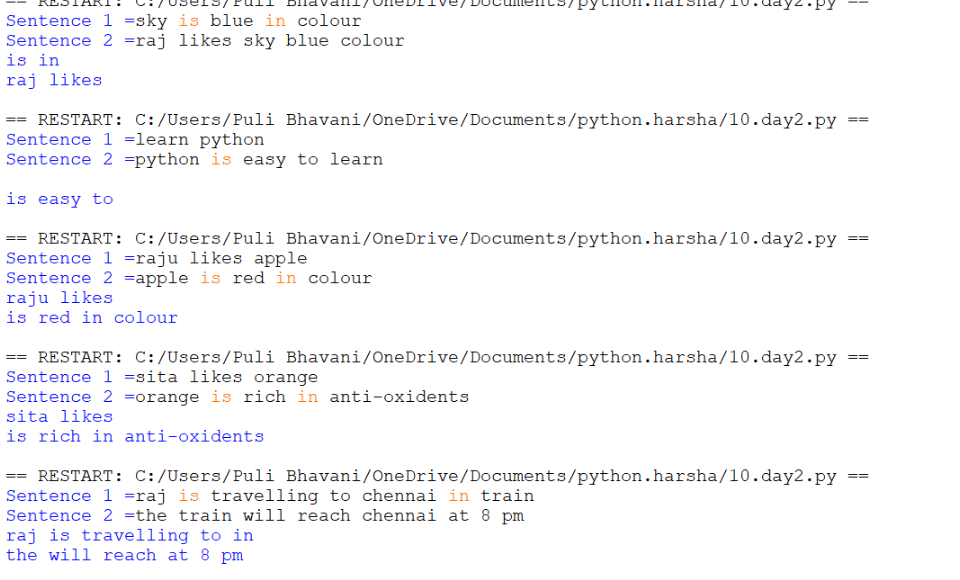 == RESTART: C:/Users/Puli Bhavani/OneDrive/Documents/python.harsha/10.day2.py ==
Sentence 1 =sky is blue in colour
Sentence 2 =raj likes sky blue colour
is in
raj likes
== RESTART: C:/Users/Puli Bhavani/OneDrive/Documents/python.harsha/10.day2.py ==
Sentence 1 =learn python
Sentence 2 =python is easy to learn
is easy to
== RESTART: C:/Users/Puli Bhavani/OneDrive/Documents/python.harsha/10.day2.py ==
Sentence 1 =raju likes apple
Sentence 2 =apple is red in colour
raju likes
is red in colour
== RESTART: C:/Users/Puli Bhavani/OneDrive/Documents/python.harsha/10.day2.py ==
Sentence 1 =sita likes orange
Sentence 2 =orange is rich in anti-oxidents
sita likes
is rich in anti-oxidents
== RESTART: C:/Users/Puli Bhavani/OneDrive/Documents/python.harsha/10.day2.py ==
Sentence 1 =raj is travelling to chennai in train
Sentence 2 =the train will reach chennai at 8 pm
raj is travelling to in
the will reach at 8 pm